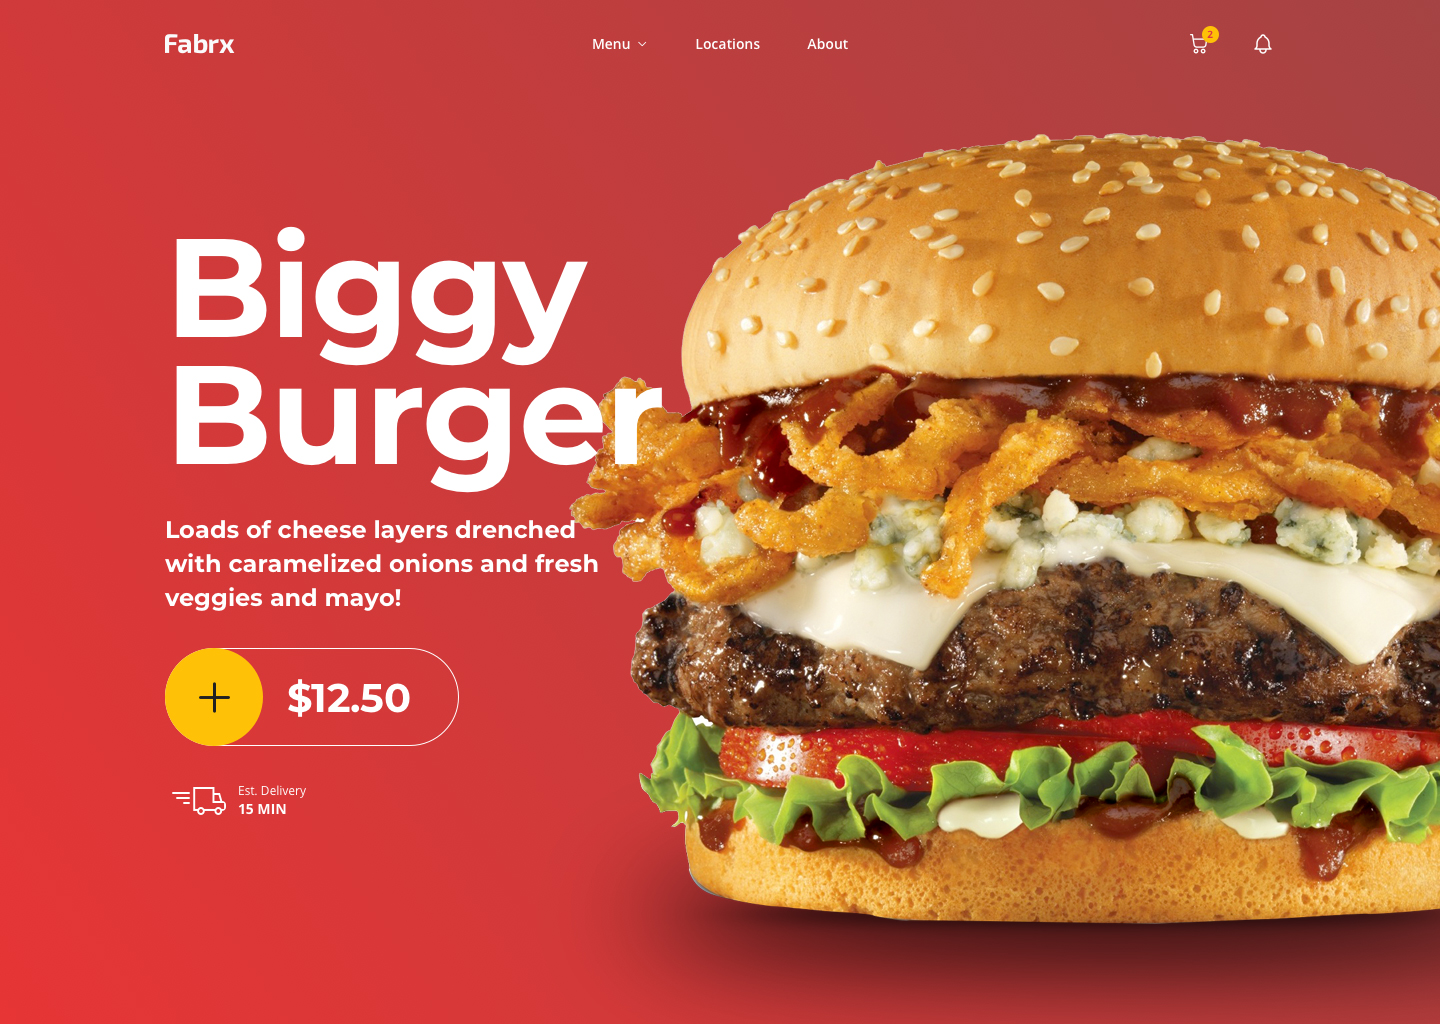 Fabrx
Menu
Locations
About
2
Biggy
Burger
Loads of cheese layers drenched
with caramelized onions and fresh
veggies and mayo!
$12.50
Est. Delivery
15 MIN